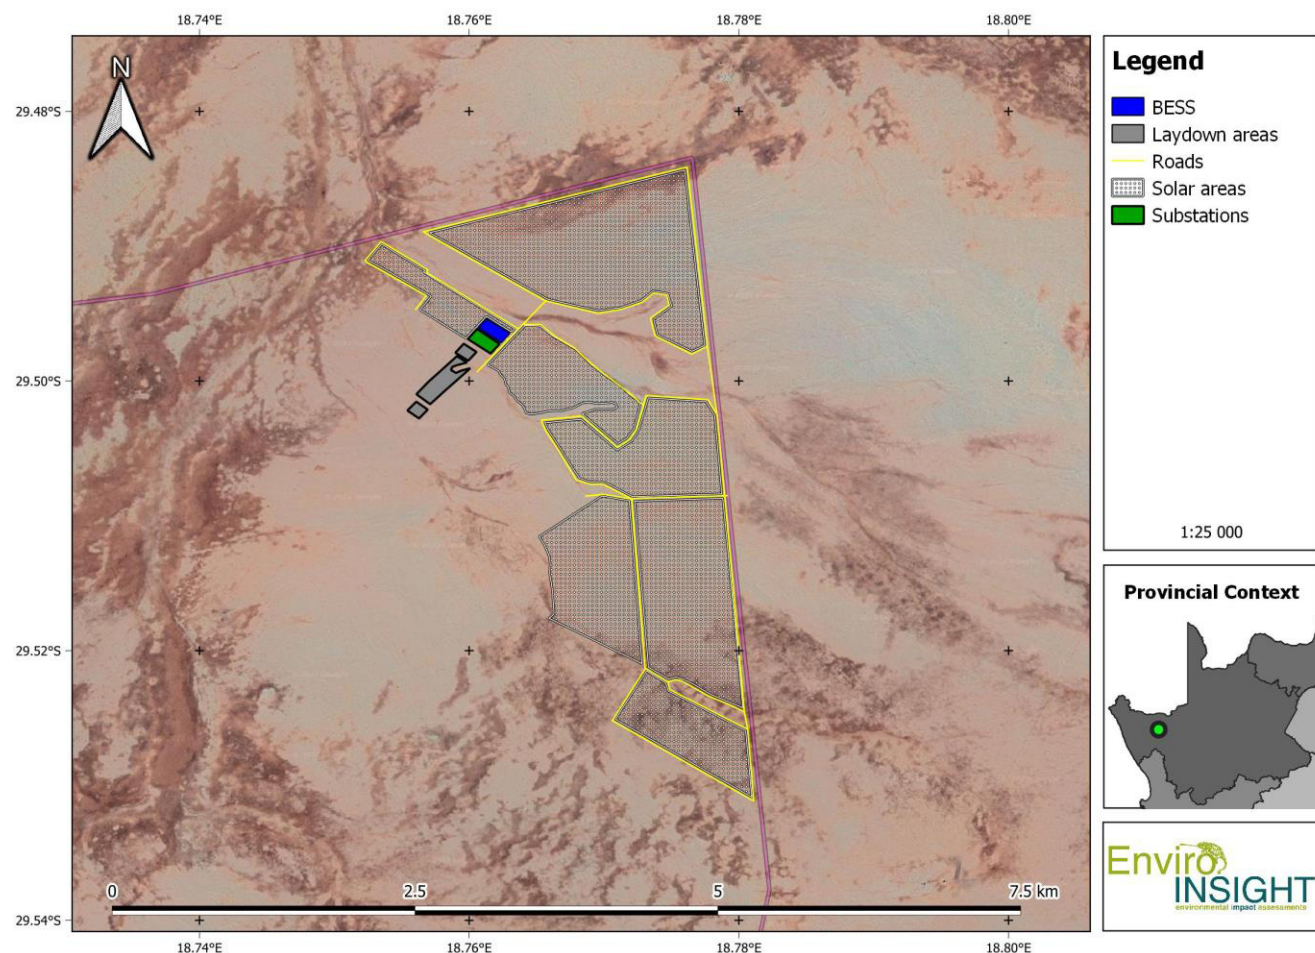 18.74°E 18.76°E 18.78°E 18.80°E
N
29.48°S
29.50°S
29.52°S
29.54°S
0 2.5 5 7.5 km
18.74°E 18.76°E 18.78°E 18.80°E
Legend
BESS
Laydown areas
Roads
Solar areas
Substations
1:25 000
Provincial Context
Enviro
INSIGHT
environmental impact assessments